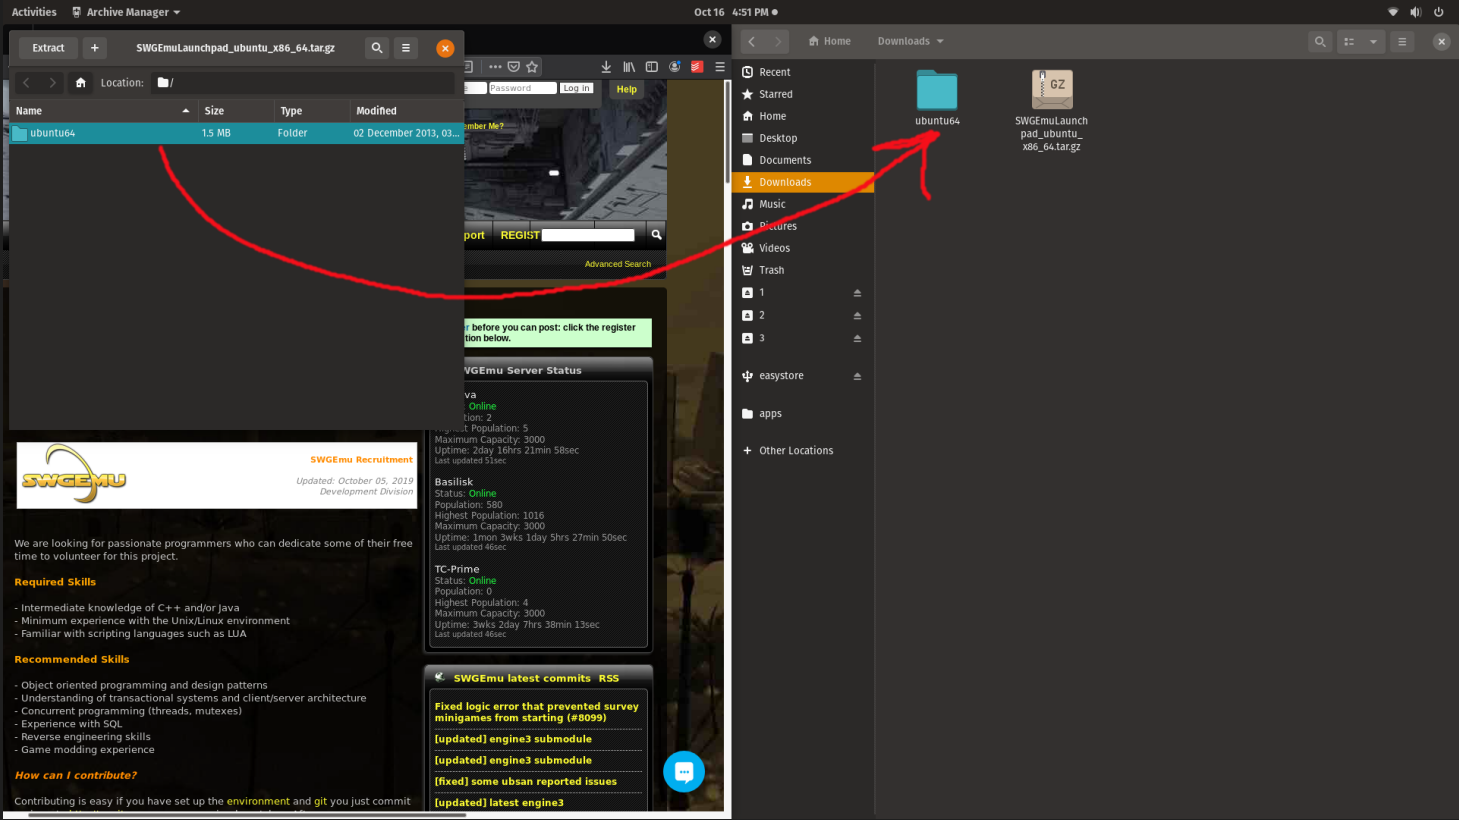 Activities
Archive Manager
Oct 16 4:51 PM
Extract
+
SWGEmuLaunchpad_ubuntu_x86_64.tar.gz
Location:
/
Name
Size
Type
Modified
ubuntu64
1.5 MB
Folder
02 December 2013, 03...
Password
Log in
Help
mber Me?
port
REGIST
Advanced Search
before you can post: click the register
tion below.
WGEmu Server Status
va
Online
tion: 2
Highest Population: 5
Maximum Capacity: 3000
Uptime: 2day 16hrs 21min 58sec
Last updated 51sec
Basilisk
Status: Online
Population: 580
Highest Population: 1016
Maximum Capacity: 3000
Uptime: 1mon 3wks 1day 5hrs 27min 50sec
Last updated 46sec
TC-Prime
Status: Online
Population: 0
Highest Population: 4
Maximum Capacity: 3000
Uptime: 3wks 2day 7hrs 38min 13sec
Last updated 46sec
SWGEmu latest commits RSS
Fixed logic error that prevented survey
minigames from starting (#8099)
[updated] engine3 submodule
[updated] engine3 submodule
[fixed] some ubsan reported issues
[updated] latest engine3
SWGEMU
SWGEmu Recruitment
Updated: October 05, 2019
Development Division
We are looking for passionate programmers who can dedicate some of their free
time to volunteer for this project.
Required Skills
- Intermediate knowledge of C++ and/or Java
- Minimum experience with the Unix/Linux environment
- Familiar with scripting languages such as LUA
Recommended Skills
- Object oriented programming and design patterns
- Understanding of transactional systems and client/server architecture
- Concurrent programming (threads, mutexes)
- Experience with SQL
- Reverse engineering skills
- Game modding experience
How can I contribute?
Contributing is easy if you have set up the environment and git you just commit
Home
Downloads
Recent
Starred
Home
Desktop
Documents
Downloads
Music
Pictures
Videos
Trash
1
2
3
easystore
apps
+ Other Locations
ubuntu64
GZ
SWGEmuLaunch
pad_ubuntu_
x86_64.tar.gz